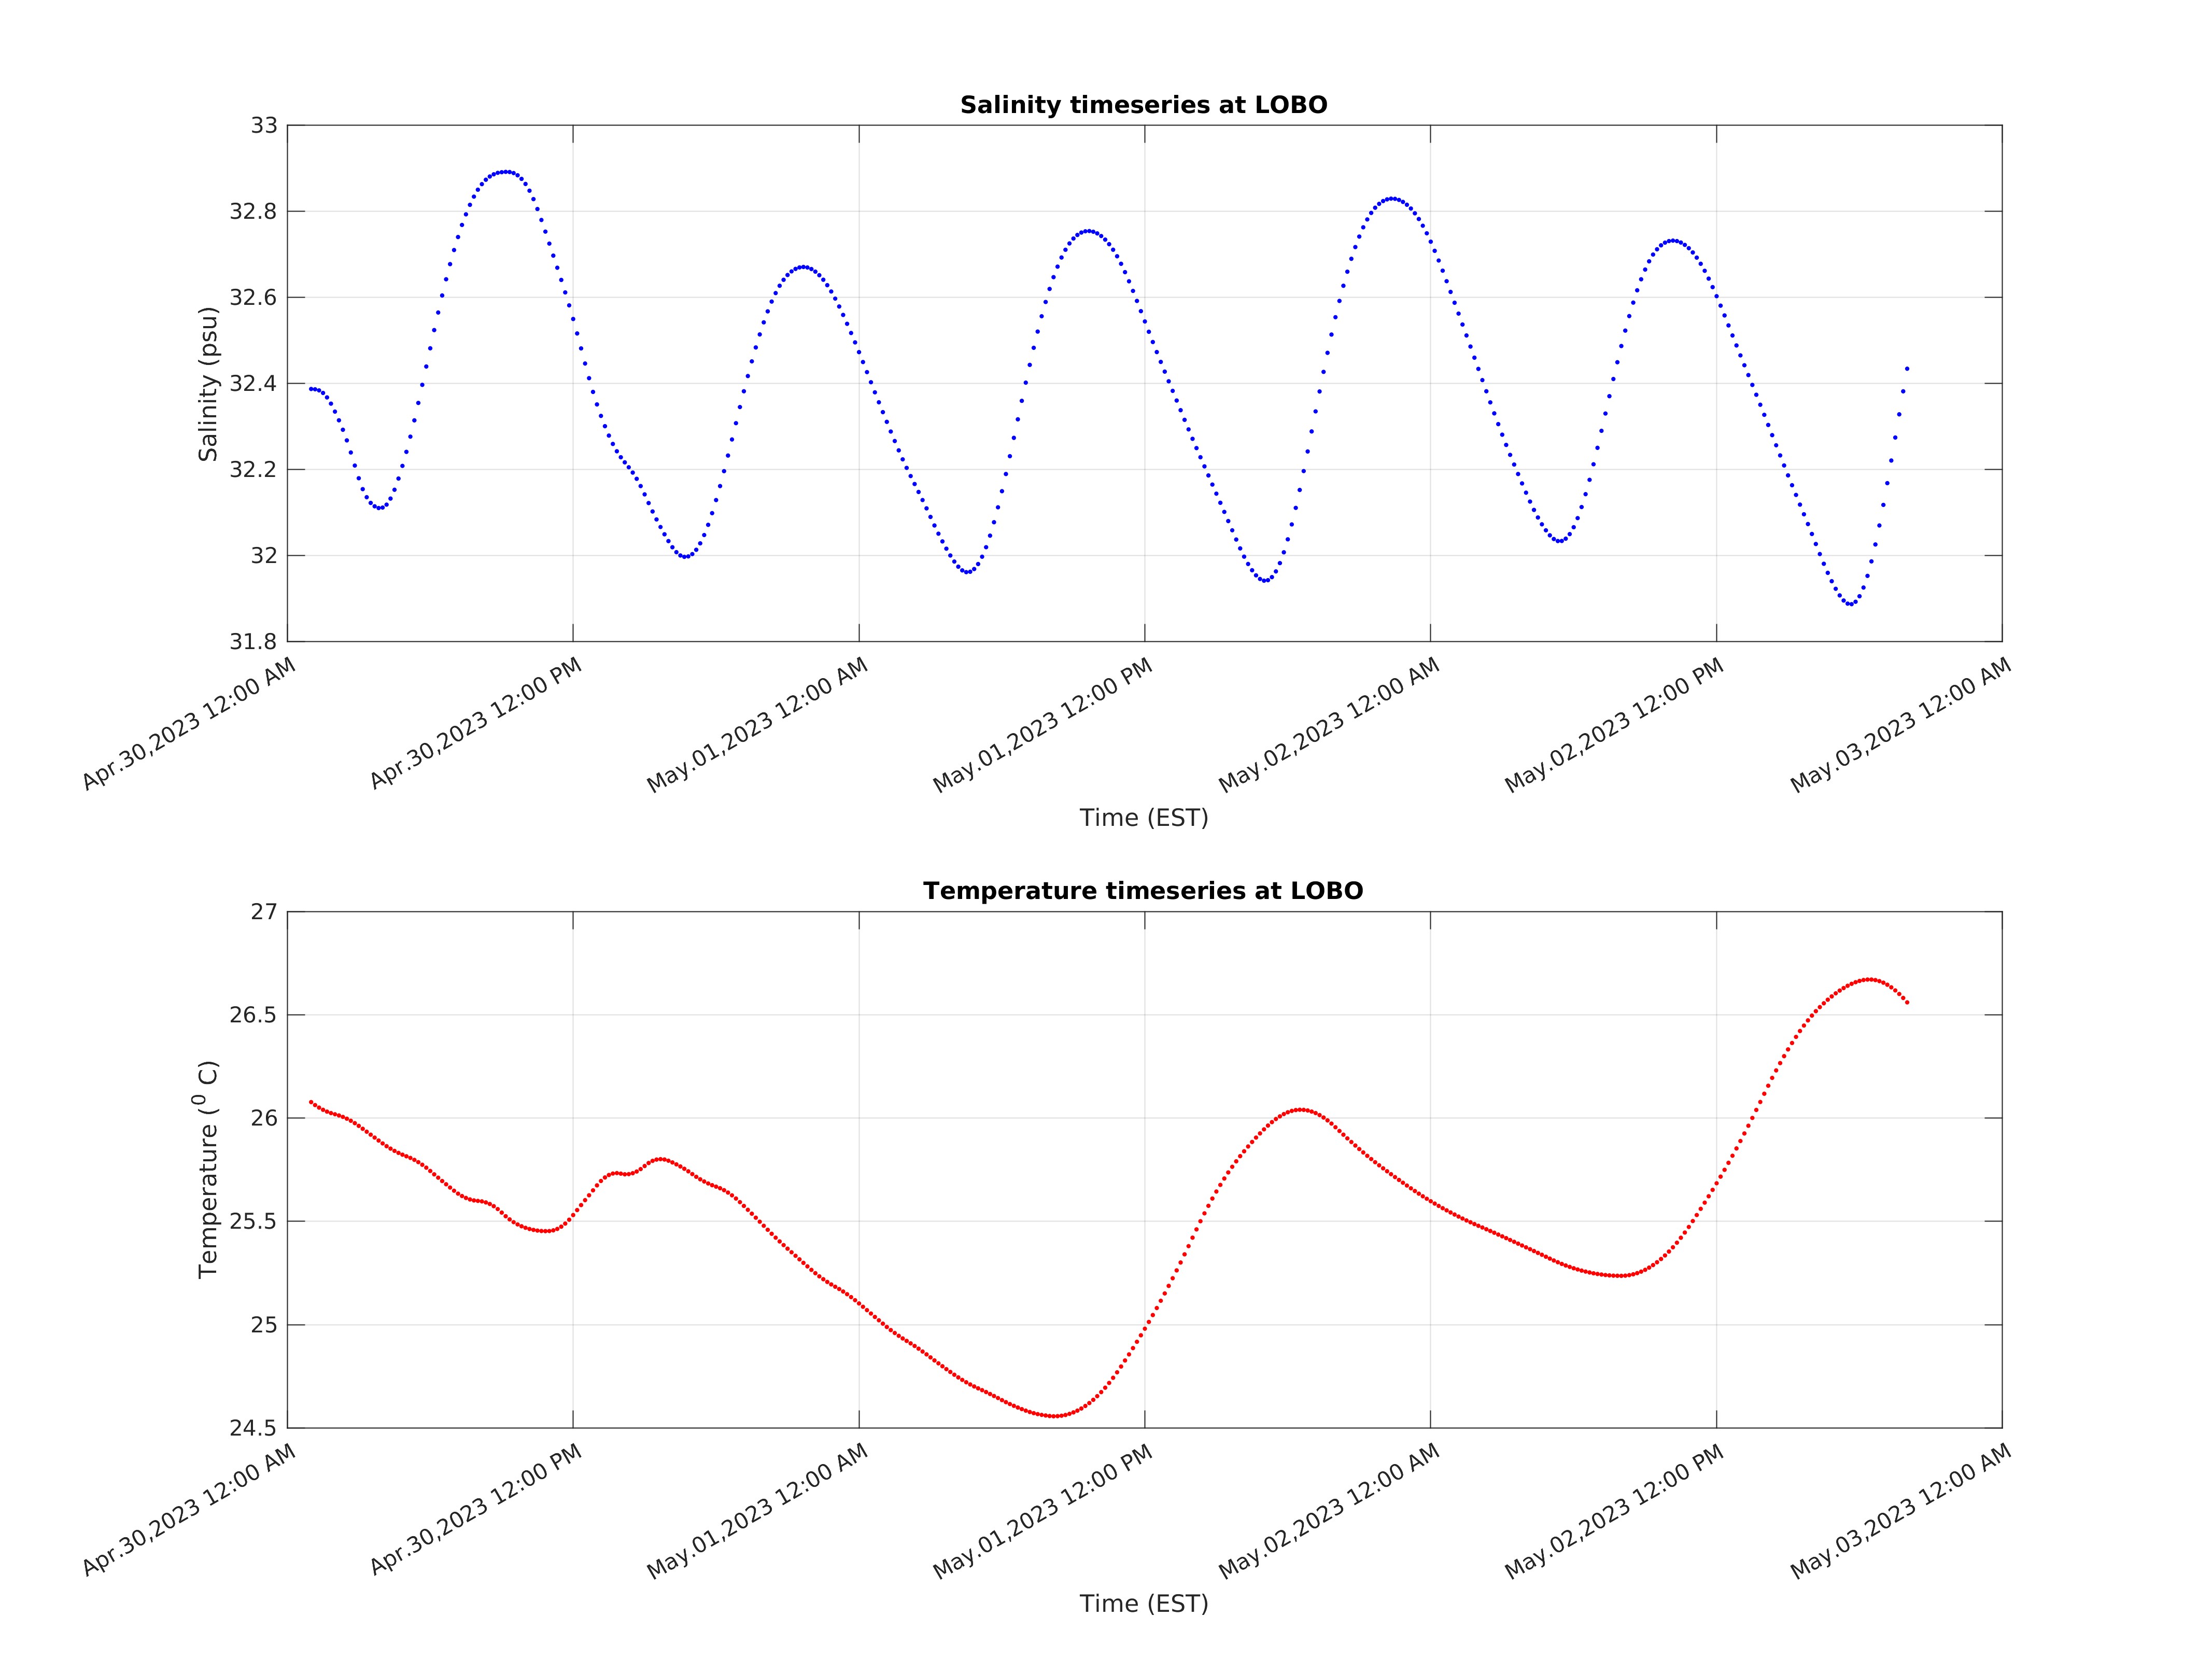 Salinity timeseries at LOBO
Salinity (psu)
33
32.8
32.6
32.4
32.2
32
31.8
Apr.30,2023 12:00 AM
Apr.30,2023 12:00 PM
May.01,2023 12:00 AM
May.01,2023 12:00 PM
May.02,2023 12:00 AM
May.02,2023 12:00 PM
May.03,2023 12:00 AM
Time (EST)
Temperature timeseries at LOBO
Temperature (⁰ C)
27
26.5
26
25.5
25
24.5
Apr.30,2023 12:00 AM
Apr.30,2023 12:00 PM
May.01,2023 12:00 AM
May.01,2023 12:00 PM
May.02,2023 12:00 AM
May.02,2023 12:00 PM
May.03,2023 12:00 AM
Time (EST)